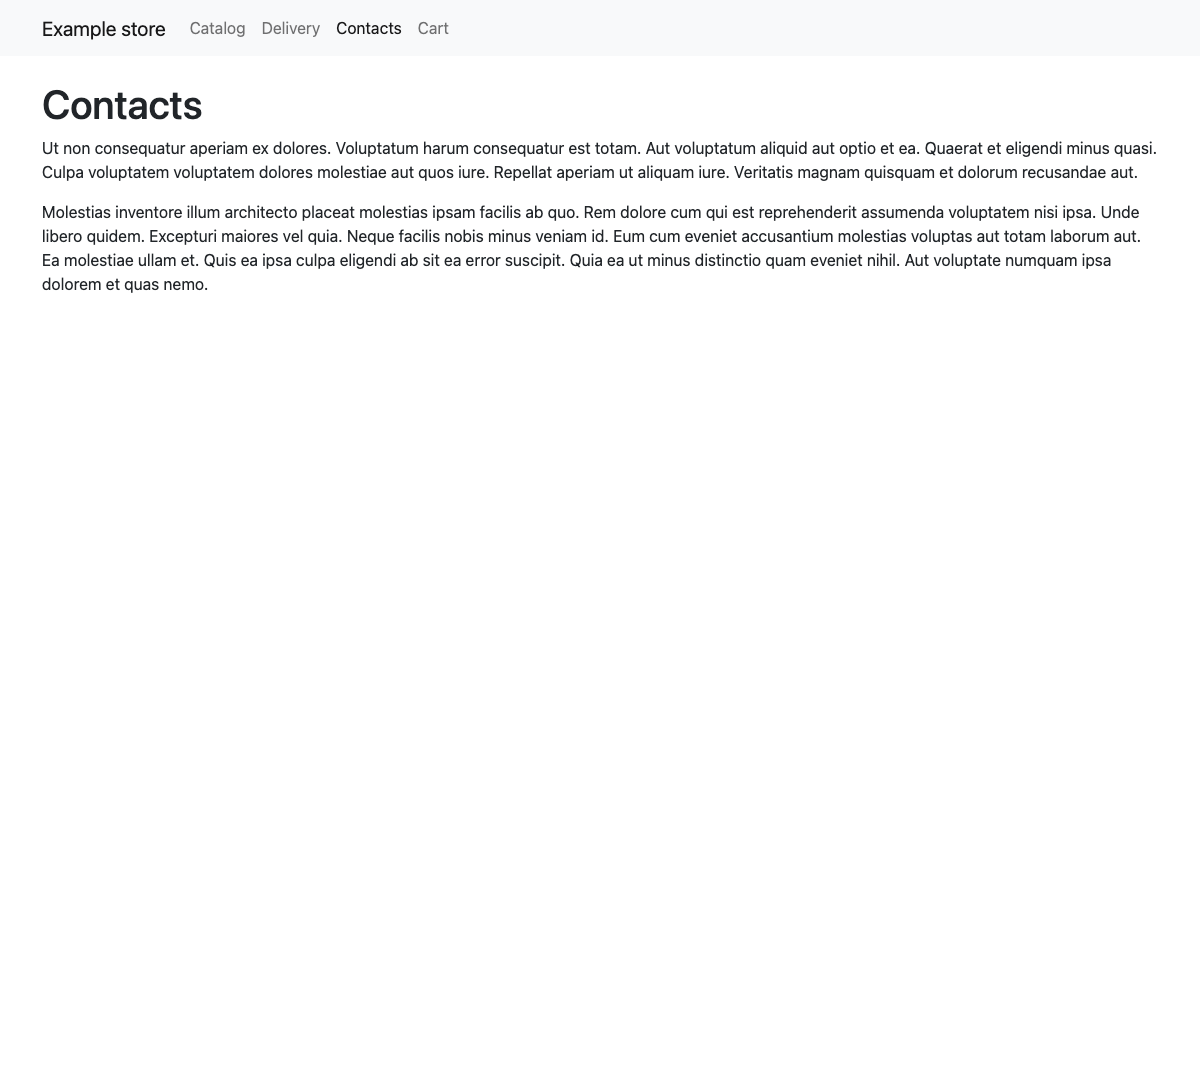 Example store Catalog Delivery Contacts Cart
Contacts
Ut non consequatur aperiam ex dolores. Voluptatum harum consequatur est totam. Aut voluptatum aliquid aut optio et ea. Quaerat et eligendi minus quasi.
Culpa voluptatem voluptatem dolores molestiae aut quos iure. Repellat aperiam ut aliquam iure. Veritatis magnam quisquam et dolorum recusandae aut.
Molestias inventore illum architecto placeat molestias ipsam facilis ab quo. Rem dolore cum qui est reprehenderit assumenda voluptatem nisi ipsa. Unde
libero quidem. Excepturi maiores vel quia. Neque facilis nobis minus veniam id. Eum cum eveniet accusantium molestias voluptas aut totam laborum aut.
Ea molestiae ullam et. Quis ea ipsa culpa eligendi ab sit ea error suscipit. Quia ea ut minus distinctio quam eveniet nihil. Aut voluptate numquam ipsa
dolorem et quas nemo.